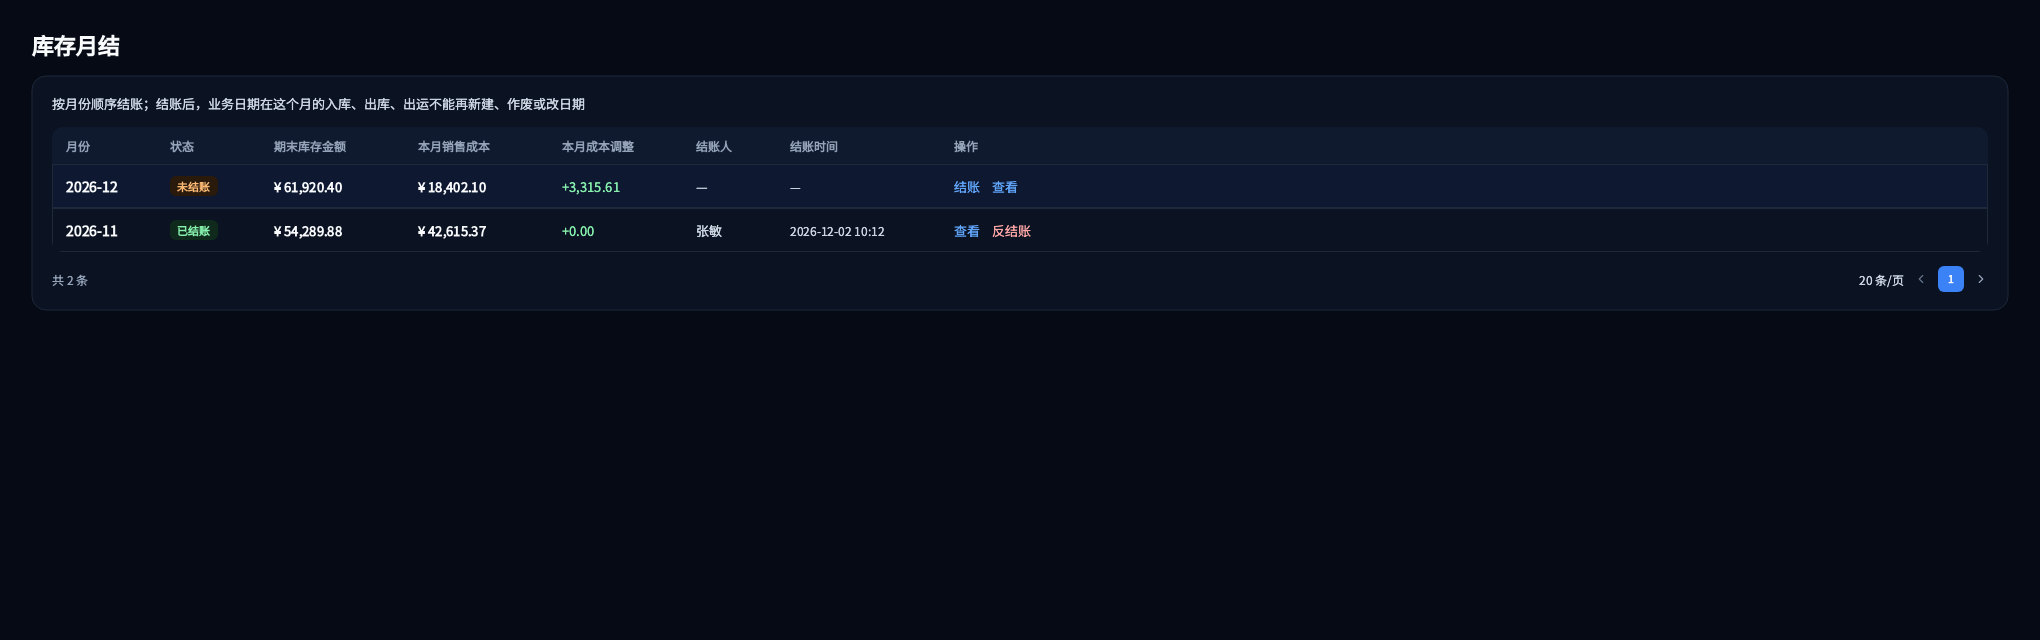 库存月结
按月份顺序结账；结账后，业务日期在这个月的入库、出库、出运不能再新建、作废或改日期
月份 状态 期末库存金额 本月销售成本 本月成本调整 结账人 结账时间 操作
2026-12 未结账 ¥ 61,920.40 ¥ 18,402.10 +3,315.61 — — 结账 查看
2026-11 已结账 ¥ 54,289.88 ¥ 42,615.37 +0.00 张敏 2026-12-02 10:12 查看 反结账
共 2 条 20 条/页 1